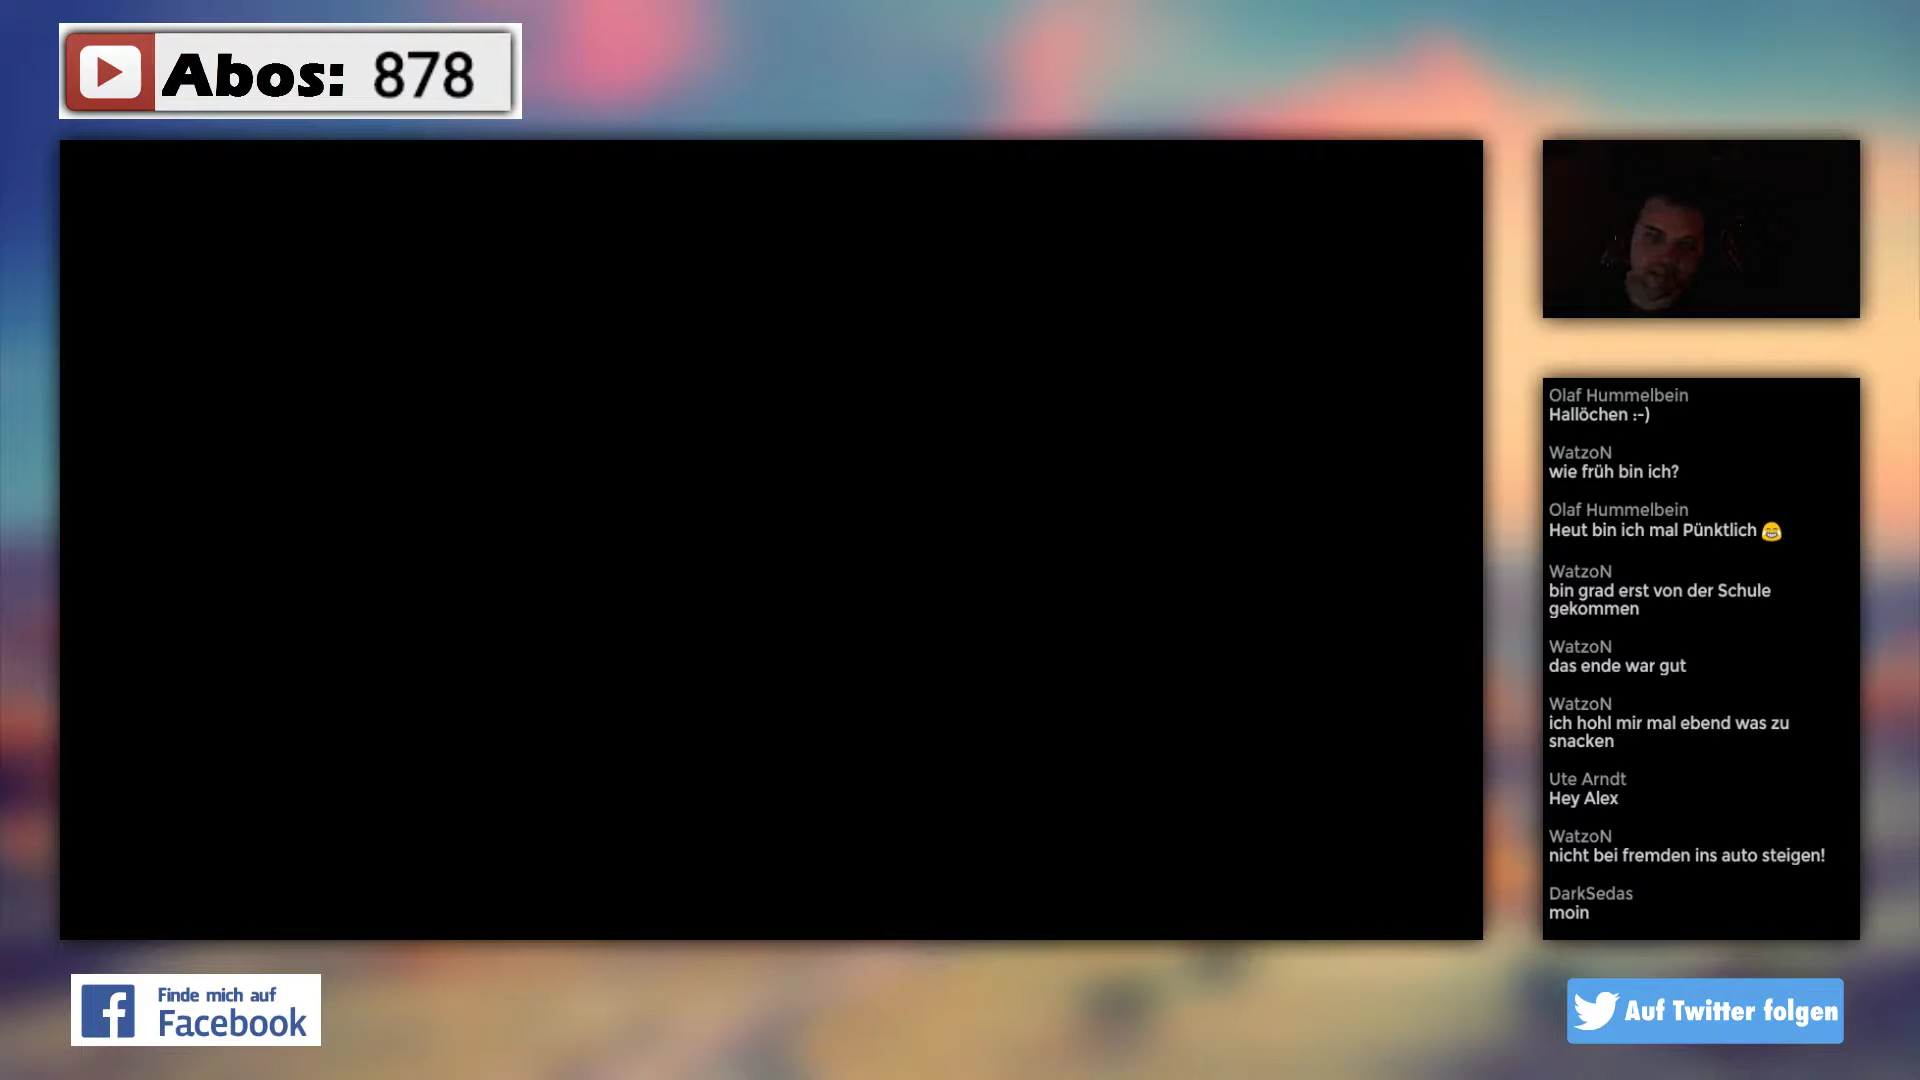 Abos: 878
Olaf Hummelbein
Hallöchen :-)
WatzoN
wie früh bin ich?
Olaf Hummelbein
Heut bin ich mal Pünktlich 😁
WatzoN
bin grad erst von der Schule
gekommen
WatzoN
das ende war gut
WatzoN
ich hohl mir mal ebend was zu
snacken
Ute Arndt
Hey Alex
WatzoN
nicht bei fremden ins auto steigen!
DarkSedas
moin
Finde mich auf
Facebook
Auf Twitter folgen